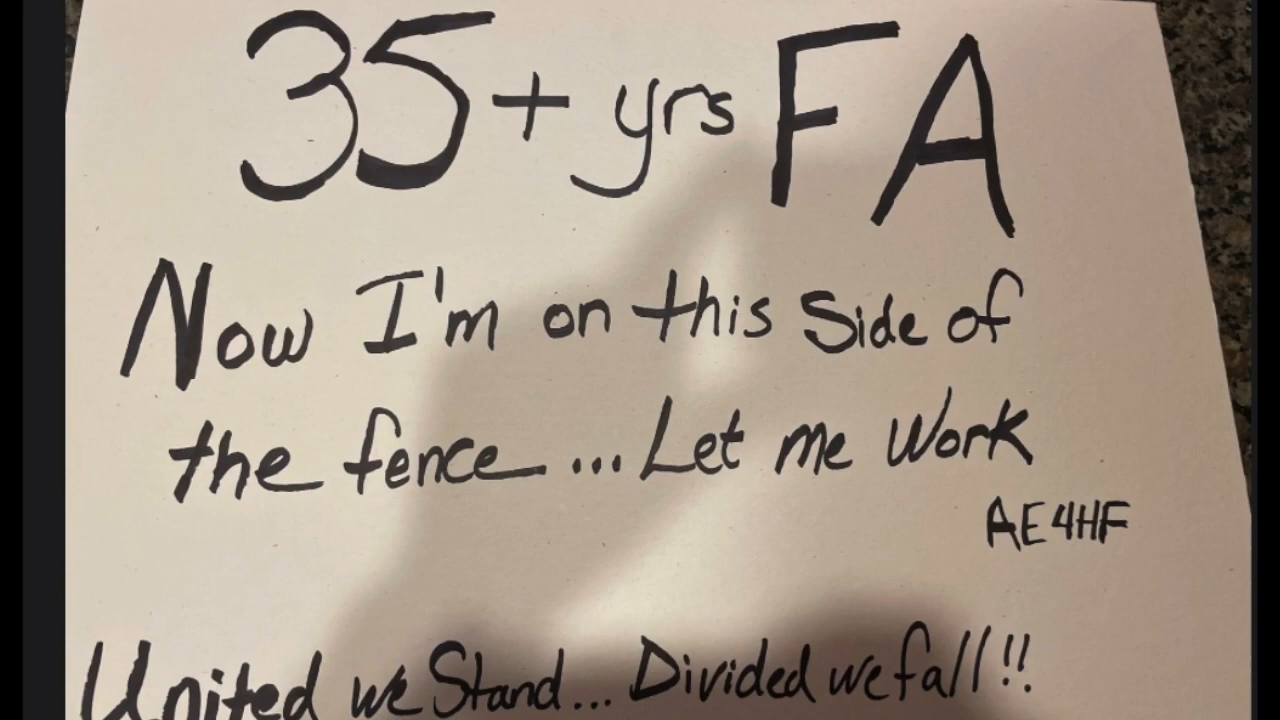 35+ yrs FA
Now I'm on this Side of
the fence...Let me Work
AE4HF
United we Stand... Divided we fall!!